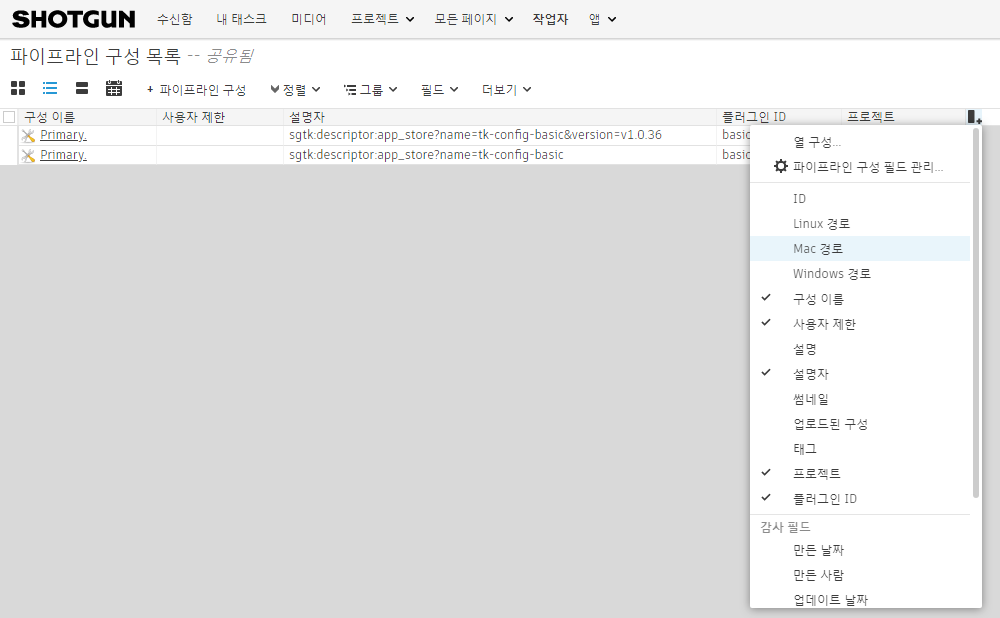 SHOTGUN 수신함 내 태스크 미디어 프로젝트 모든 페이지 작업자 앱
파이프라인 구성 목록 -- 공유됨
+ 파이프라인 구성 정렬 그룹 필드 더보기
구성 이름 사용자 제한 설명자 플러그인 ID 프로젝트
Primary. sgtk:descriptor:app_store?name=tk-config-basic&version=v1.0.36 basic
Primary. sgtk:descriptor:app_store?name=tk-config-basic basic
열 구성...
파이프라인 구성 필드 관리...
ID
Linux 경로
Mac 경로
Windows 경로
구성 이름
사용자 제한
설명
설명자
썸네일
업로드된 구성
태그
프로젝트
플러그인 ID
감사 필드
만든 날짜
만든 사람
업데이트 날짜